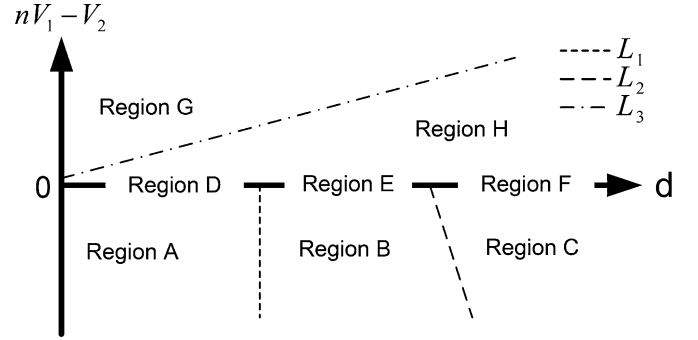 nV₁ − V₂
L₁
L₂
Region G
L₃
Region H
0 Region D Region E Region F d
Region A Region B Region C